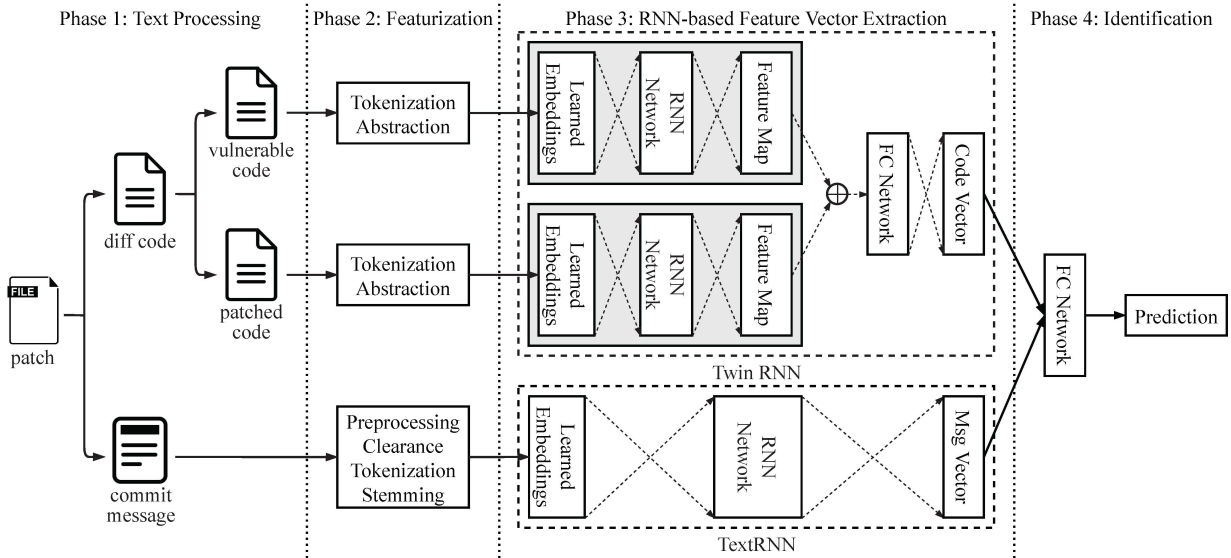 Phase 1: Text Processing
Phase 2: Featurization
Phase 3: RNN-based Feature Vector Extraction
Phase 4: Identification
vulnerable
code
Tokenization
Abstraction
Learned
Embeddings
RNN
Network
Feature Map
diff code
FC Network
Code Vector
patched
code
Tokenization
Abstraction
Learned
Embeddings
RNN
Network
Feature Map
FILE
patch
FC Network
Prediction
Twin RNN
commit
message
Preprocessing
Clearance
Tokenization
Stemming
Learned
Embeddings
RNN
Network
Msg Vector
TextRNN